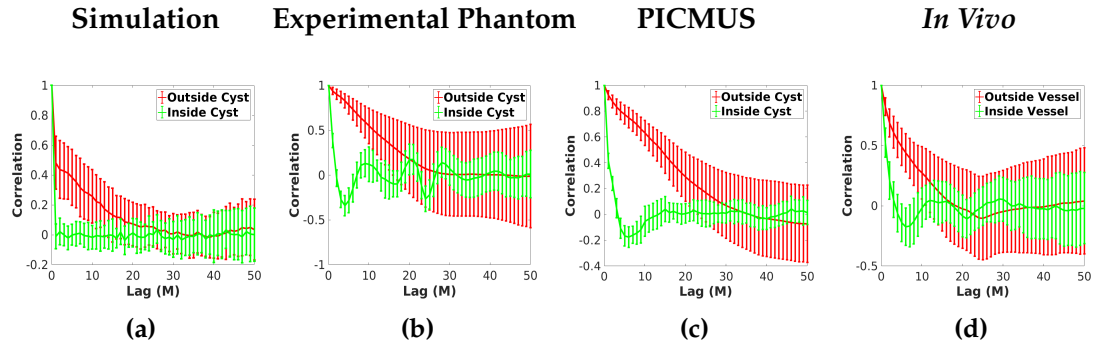 Simulation Experimental Phantom PICMUS In Vivo
Correlation
1
0.8
0.6
0.4
0.2
0
-0.2
0 10 20 30 40 50
Lag (M)
Outside Cyst
Inside Cyst
(a)
Correlation
1
0.5
0
-0.5
-1
0 10 20 30 40 50
Lag (M)
Outside Cyst
Inside Cyst
(b)
Correlation
1
0.8
0.6
0.4
0.2
0
-0.2
-0.4
0 10 20 30 40 50
Lag (M)
Outside Cyst
Inside Cyst
(c)
Correlation
1
0.5
0
-0.5
0 10 20 30 40 50
Lag (M)
Outside Vessel
Inside Vessel
(d)